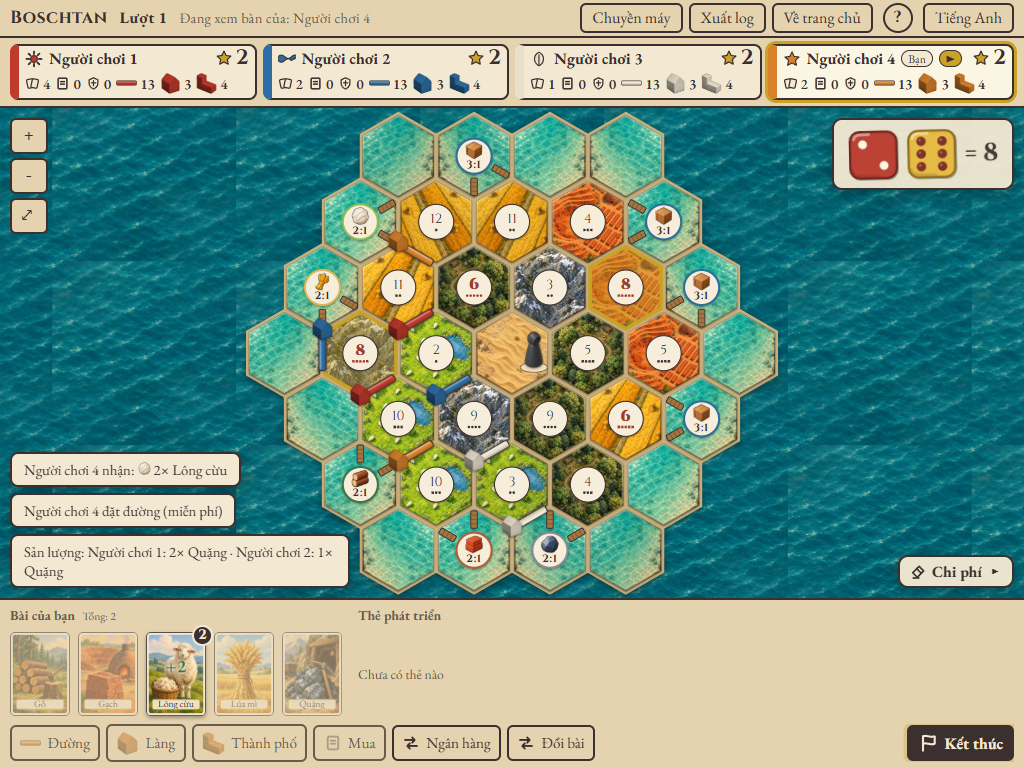 BOSCHTAN Lượt 1 Đang xem bàn của: Người chơi 4
Chuyền máy Xuất log Về trang chủ ? Tiếng Anh
Người chơi 1 2
4 0 0 13 3 4
Người chơi 2 2
2 0 0 13 3 4
Người chơi 3 2
1 0 0 13 3 4
Người chơi 4 Bạn 2
2 0 0 13 3 4
+
-
= 8
3:1
2:1 12 11 4 3:1
2:1 11 6 3 8 3:1
8 2 5 5
10 9 9 6 3:1
2:1 10 3 4
2:1 2:1
Người chơi 4 nhận: 2× Lông cừu
Người chơi 4 đặt đường (miễn phí)
Sản lượng: Người chơi 1: 2× Quặng · Người chơi 2: 1×
Quặng
Chi phí
Bài của bạn Tổng: 2
Thẻ phát triển
2
+2
Gỗ Gạch Lông cừu Lúa mì Quặng
Chưa có thẻ nào
Đường Làng Thành phố Mua Ngân hàng Đổi bài Kết thúc